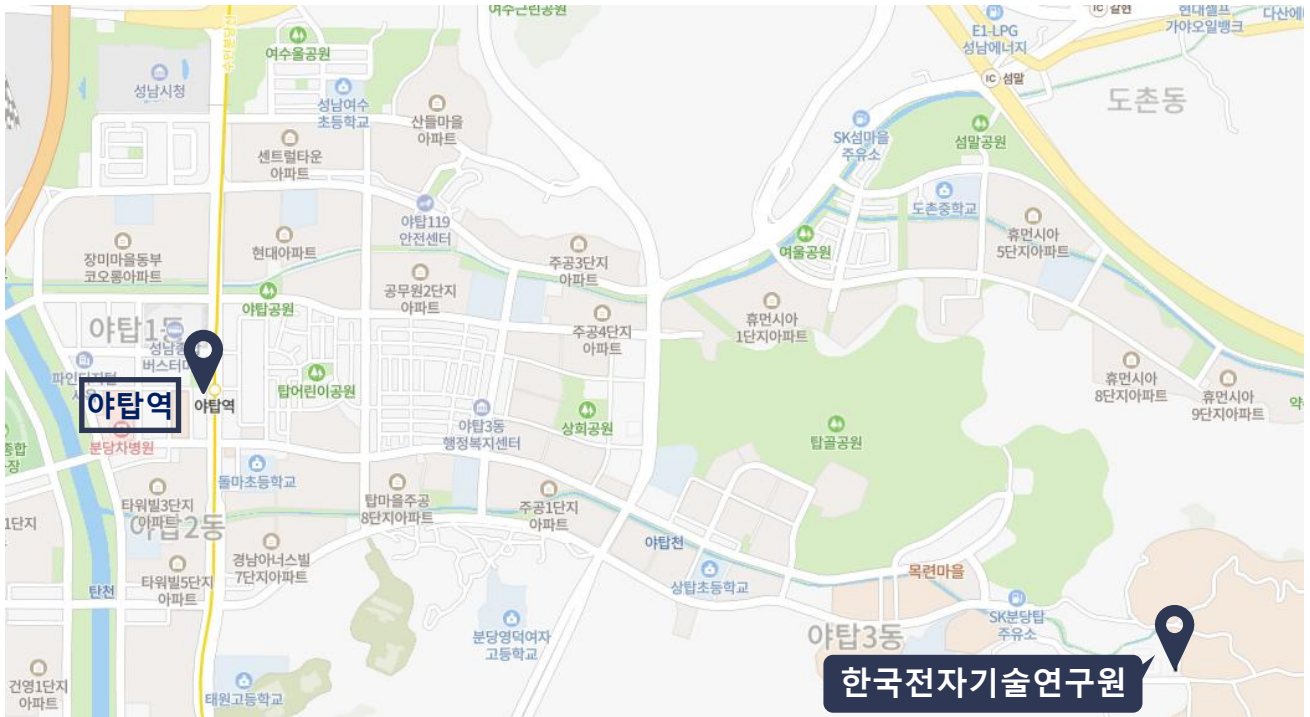 여수근린공원
갈현
현대셀프
가야오일뱅크
E1-LPG
성남에너지
여수울공원
수인분당선
성남시청
성남여수
초등학교
산들마을
아파트
IC 섬말
도촌동
SK섬마을
주유소
섬말공원
센트럴타운
아파트
도촌중학교
야탑119
안전센터
휴먼시아
5단지아파트
장미마을동부
코오롱아파트
현대아파트
주공3단지
아파트
여울공원
공무원2단지
아파트
야탑공원
휴먼시아
1단지아파트
주공4단지
아파트
야탑역
야탑역
탑어린이공원
상희공원
야탑3동
행정복지센터
탑골공원
휴먼시아
8단지아파트
휴먼시아
9단지아파트
분당차병원
돌마초등학교
타워빌3단지
아파트
탑마을주공
8단지아파트
주공1단지
아파트
야탑2동
경남아너스빌
7단지아파트
타워빌5단지
아파트
탄천
야탑천
상탑초등학교
목련마을
SK분당탑
주유소
분당영덕여자
고등학교
야탑3동
한국전자기술연구원
건영1단지
아파트
태원고등학교